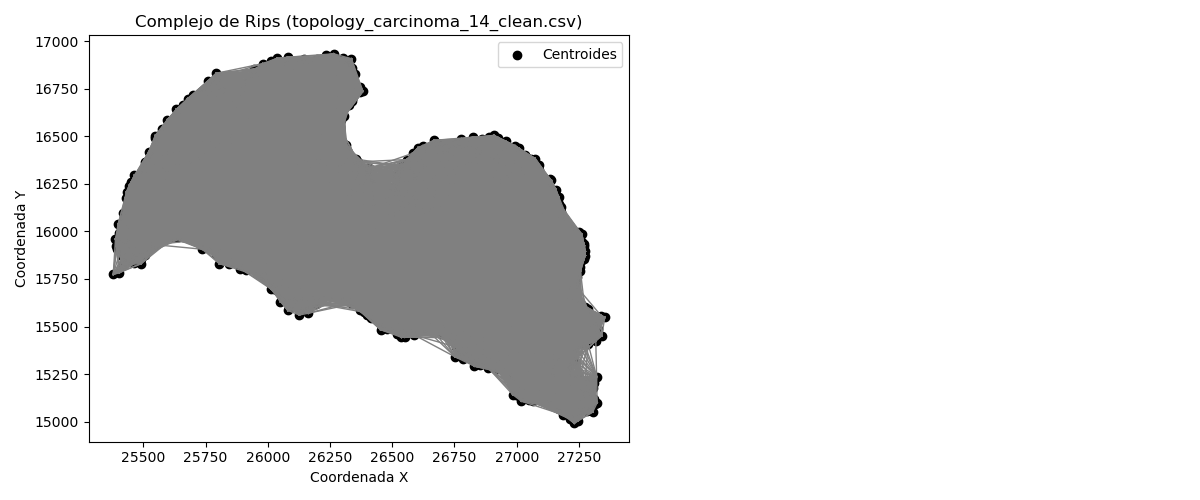 Complejo de Rips (topology_carcinoma_14_clean.csv)
Centroides
Coordenada Y
17000
16750
16500
16250
16000
15750
15500
15250
15000
25500 25750 26000 26250 26500 26750 27000 27250
Coordenada X